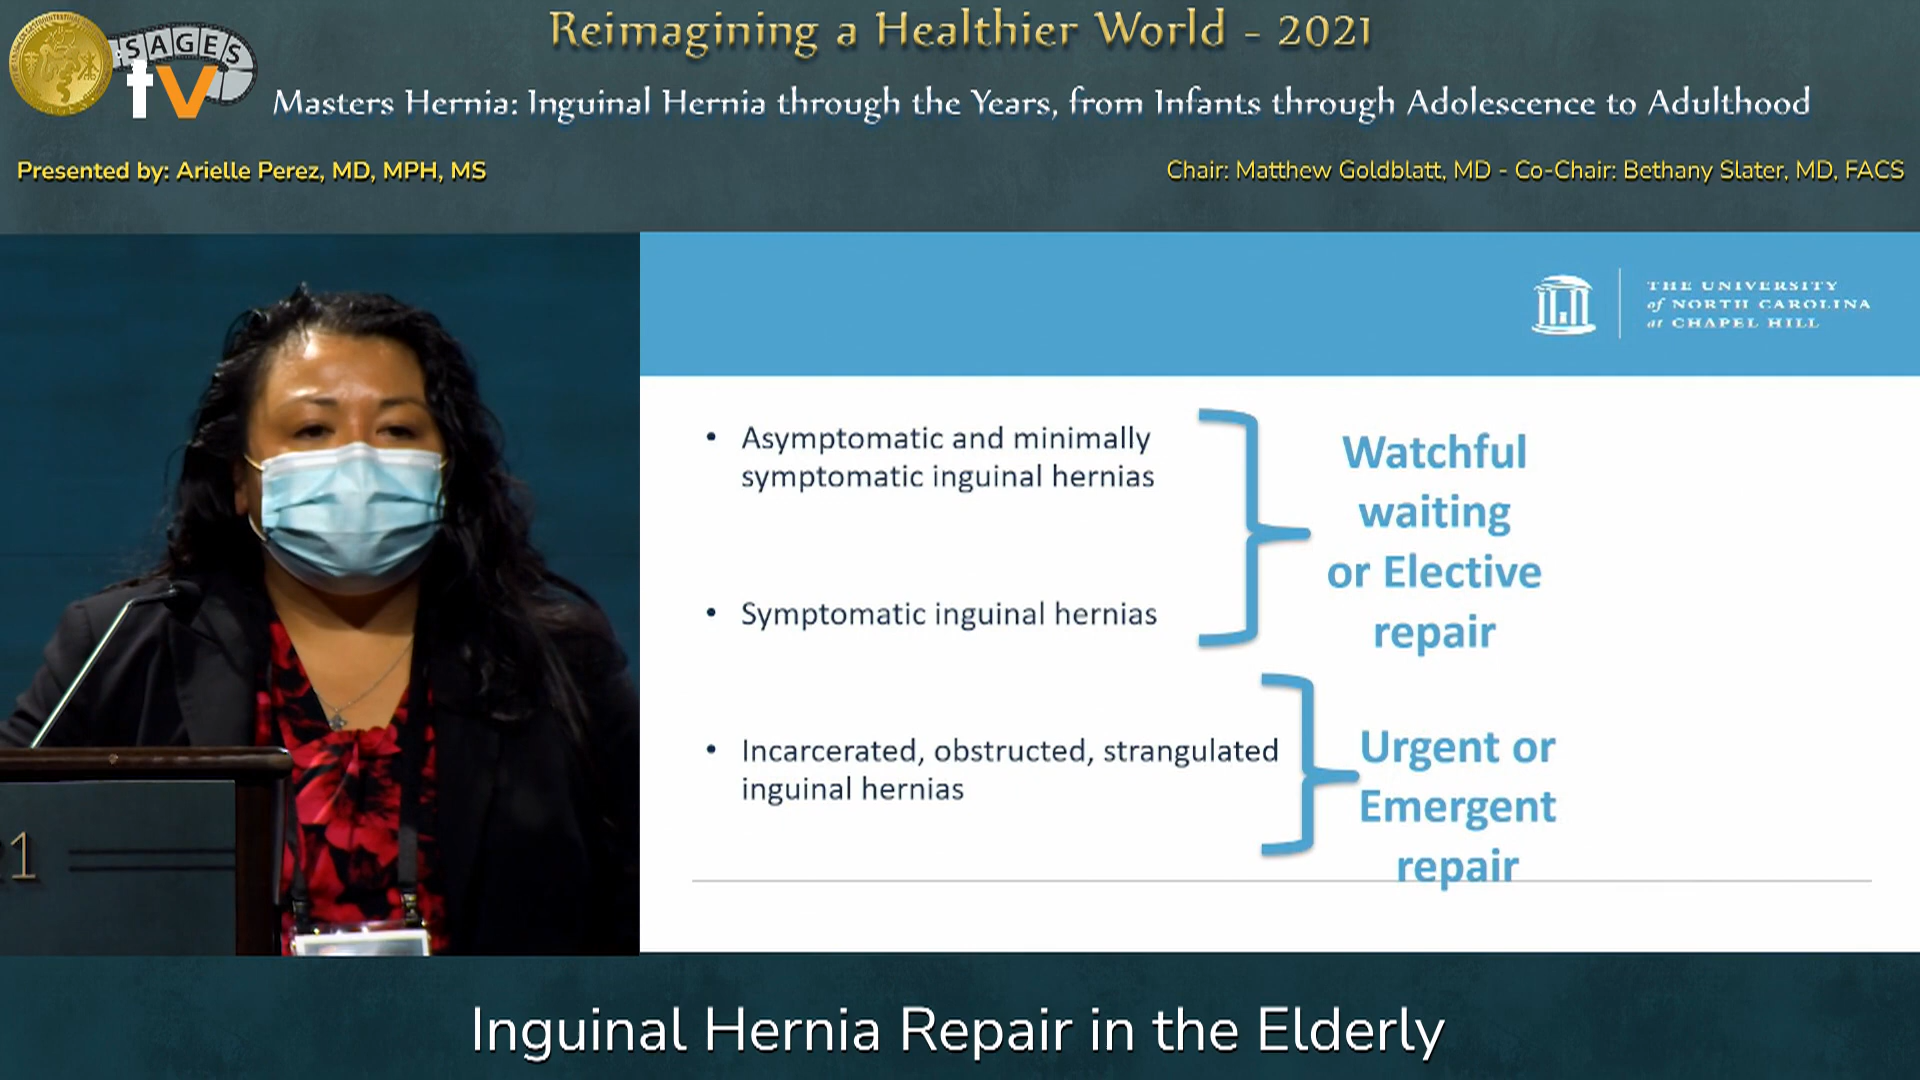 Reimagining a Healthier World - 2021
SAGES
tv
Masters Hernia: Inguinal Hernia through the Years, from Infants through Adolescence to Adulthood
Presented by: Arielle Perez, MD, MPH, MS
Chair: Matthew Goldblatt, MD - Co-Chair: Bethany Slater, MD, FACS
THE UNIVERSITY
of NORTH CAROLINA
at CHAPEL HILL
• Asymptomatic and minimally
symptomatic inguinal hernias
• Symptomatic inguinal hernias
Watchful
waiting
or Elective
repair
• Incarcerated, obstructed, strangulated
inguinal hernias
Urgent or
Emergent
repair
1
Inguinal Hernia Repair in the Elderly